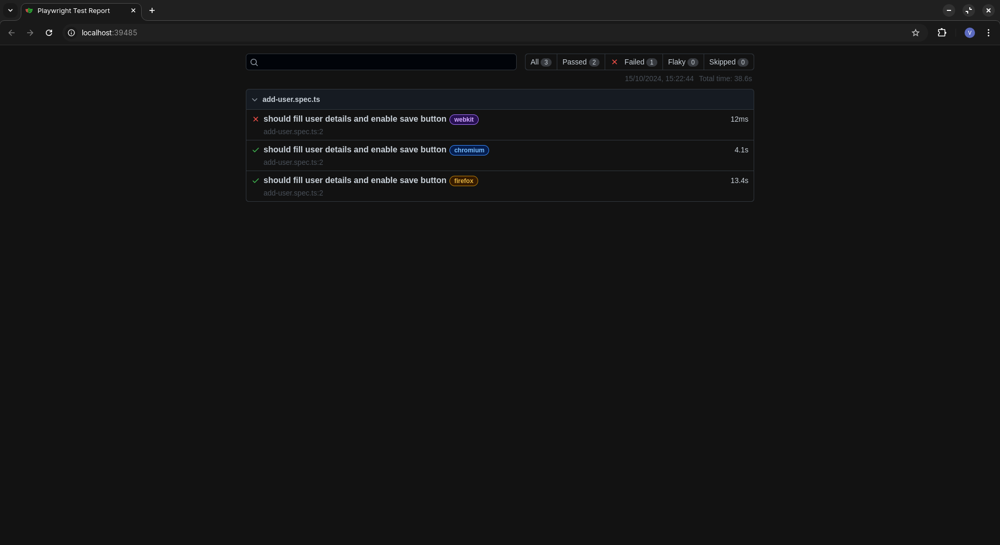 Playwright Test Report
localhost:39485
V
All 3 Passed 2 Failed 1 Flaky 0 Skipped 0
15/10/2024, 15:22:44 Total time: 38.6s
add-user.spec.ts
should fill user details and enable save button webkit 12ms
add-user.spec.ts:2
should fill user details and enable save button chromium 4.1s
add-user.spec.ts:2
should fill user details and enable save button firefox 13.4s
add-user.spec.ts:2